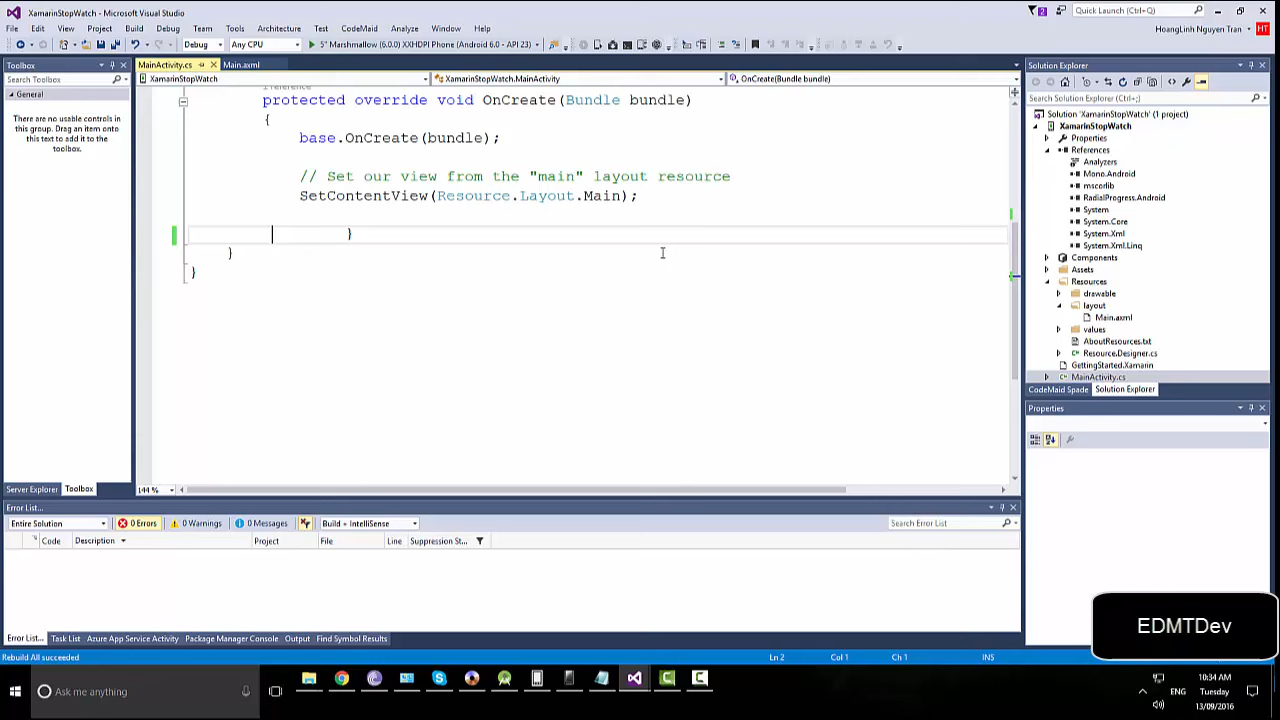 XamarinStopWatch - Microsoft Visual Studio
2
Quick Launch (Ctrl+Q)
File Edit View Project Build Debug Team Tools Architecture Test CodeMaid Analyze Window Help
HoangLinh Nguyen Tran HT
Debug Any CPU 5" Marshmallow (6.0.0) XXHDPI Phone (Android 6.0 - API 23)
Toolbox
Search Toolbox
General
There are no usable controls in
this group. Drag an item onto
this text to add it to the
toolbox.
Server Explorer Toolbox
MainActivity.cs Main.axml
XamarinStopWatch XamarinStopWatch.MainActivity OnCreate(Bundle bundle)
protected override void OnCreate(Bundle bundle)
{
base.OnCreate(bundle);
// Set our view from the "main" layout resource
SetContentView(Resource.Layout.Main);
}
}
}
144 %
Solution Explorer
Search Solution Explorer (Ctrl+;)
Solution 'XamarinStopWatch' (1 project)
XamarinStopWatch
Properties
References
Analyzers
Mono.Android
mscorlib
RadialProgress.Android
System
System.Core
System.Xml
System.Xml.Linq
Components
Assets
Resources
drawable
layout
Main.axml
values
AboutResources.txt
Resource.Designer.cs
GettingStarted.Xamarin
MainActivity.cs
CodeMaid Spade Solution Explorer
Properties
Error List...
Entire Solution 0 Errors 0 Warnings 0 Messages Build + IntelliSense Search Error List
Code Description Project File Line Suppression St...
Error List... Task List Azure App Service Activity Package Manager Console Output Find Symbol Results
EDMTDev
Rebuild All succeeded Ln 2 Col 1 Ch 1 INS
Ask me anything
ENG
10:34 AM
Tuesday
13/09/2016